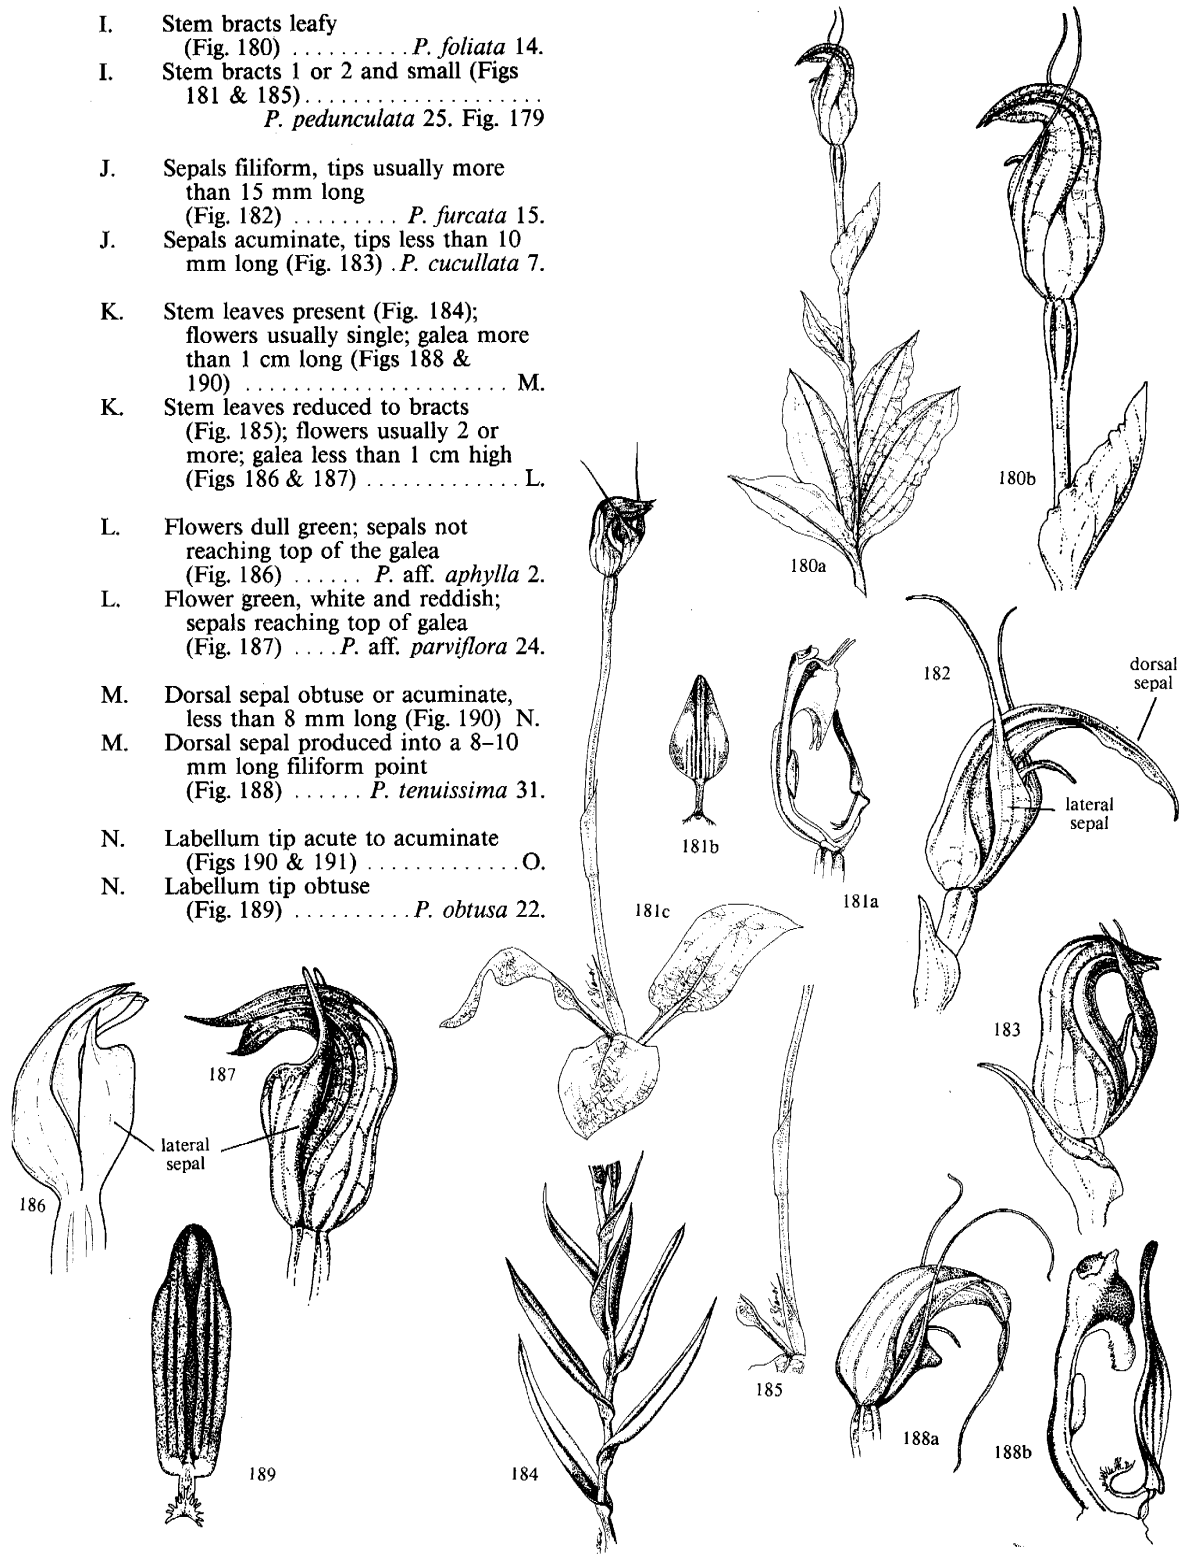 I. Stem bracts leafy
(Fig. 180) .......... P. foliata 14.
I. Stem bracts 1 or 2 and small (Figs
181 & 185).....................
P. pedunculata 25. Fig. 179
J. Sepals filiform, tips usually more
than 15 mm long
(Fig. 182) ......... P. furcata 15.
J. Sepals acuminate, tips less than 10
mm long (Fig. 183) .P. cucullata 7.
K. Stem leaves present (Fig. 184);
flowers usually single; galea more
than 1 cm long (Figs 188 &
190) ....................... M.
K. Stem leaves reduced to bracts
(Fig. 185); flowers usually 2 or
more; galea less than 1 cm high
(Figs 186 & 187) ............. L.
L. Flowers dull green; sepals not
reaching top of the galea
(Fig. 186) ...... P. aff. aphylla 2.
L. Flower green, white and reddish;
sepals reaching top of galea
(Fig. 187) ....P. aff. parviflora 24.
M. Dorsal sepal obtuse or acuminate,
less than 8 mm long (Fig. 190) N.
M. Dorsal sepal produced into a 8–10
mm long filiform point
(Fig. 188) ...... P. tenuissima 31.
N. Labellum tip acute to acuminate
(Figs 190 & 191) .............O.
N. Labellum tip obtuse
(Fig. 189) .......... P. obtusa 22.
180a
180b
181b
181a
181c
182
dorsal
sepal
lateral
sepal
183
187
lateral
sepal
186
189
184
185
188a
188b